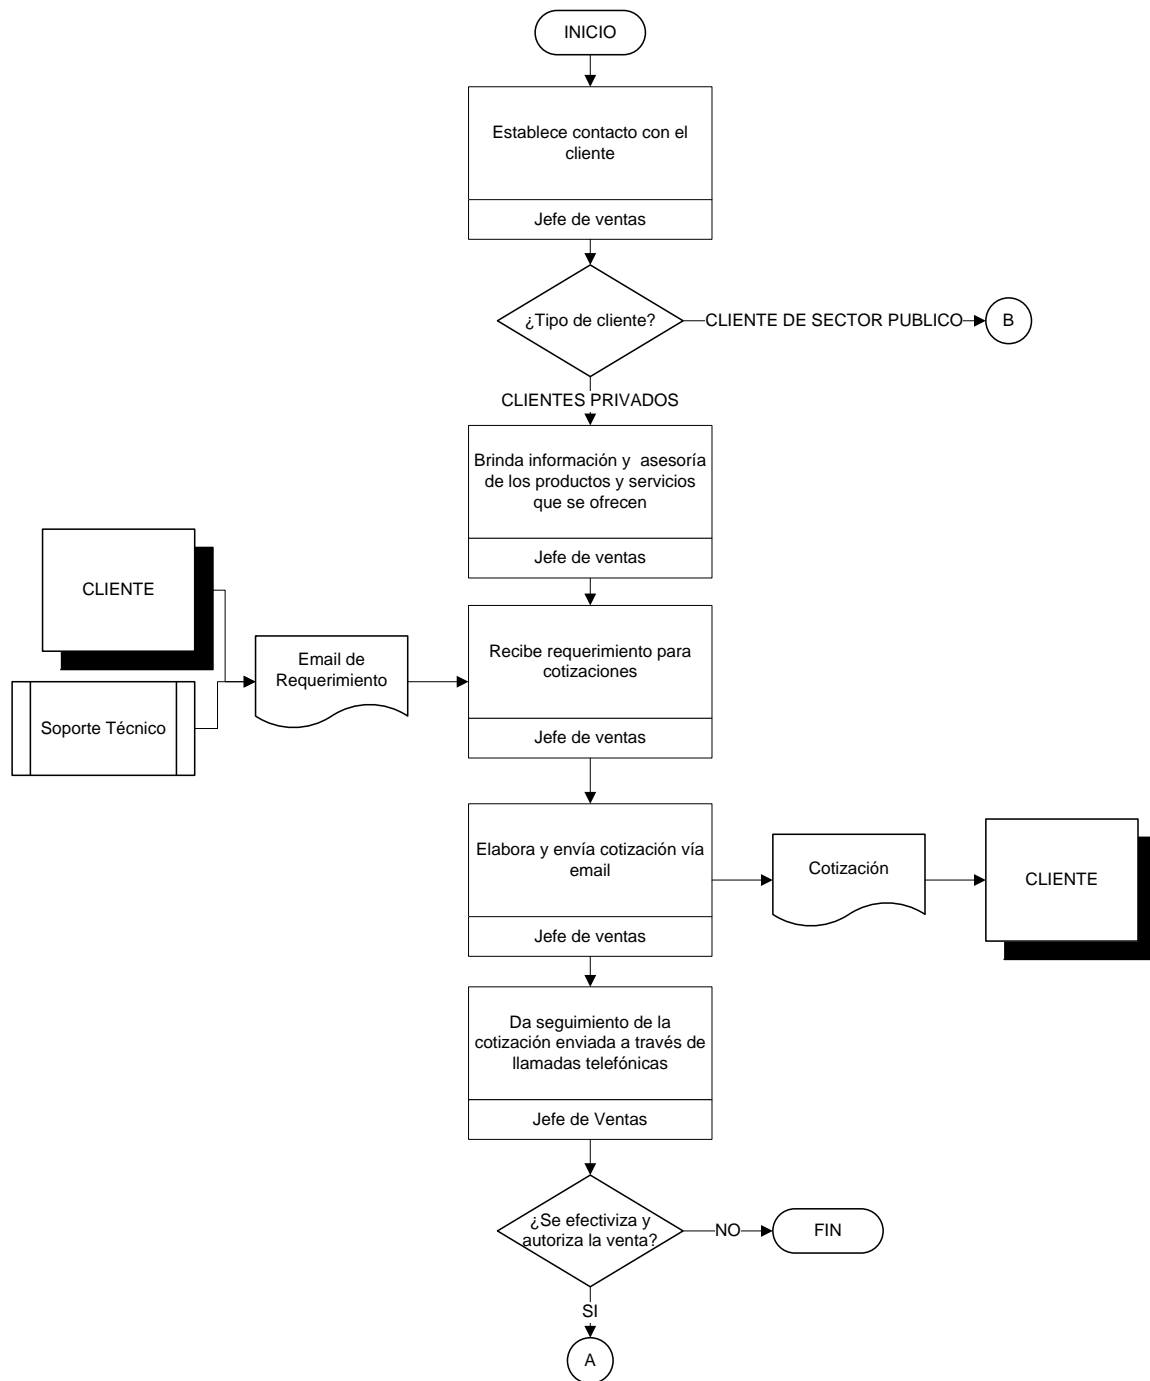 INICIO
Establece contacto con el
cliente
Jefe de ventas
¿Tipo de cliente?
CLIENTE DE SECTOR PUBLICO
B
CLIENTES PRIVADOS
Brinda información y  asesoría
de los productos y servicios
que se ofrecen
Jefe de ventas
CLIENTE
Soporte Técnico
Email de
Requerimiento
Recibe requerimiento para
cotizaciones
Jefe de ventas
Elabora y envía cotización vía
email
Jefe de ventas
Cotización
CLIENTE
Da seguimiento de la
cotización enviada a través de
llamadas telefónicas
Jefe de Ventas
¿Se efectiviza y
autoriza la venta?
NO
FIN
SI
A